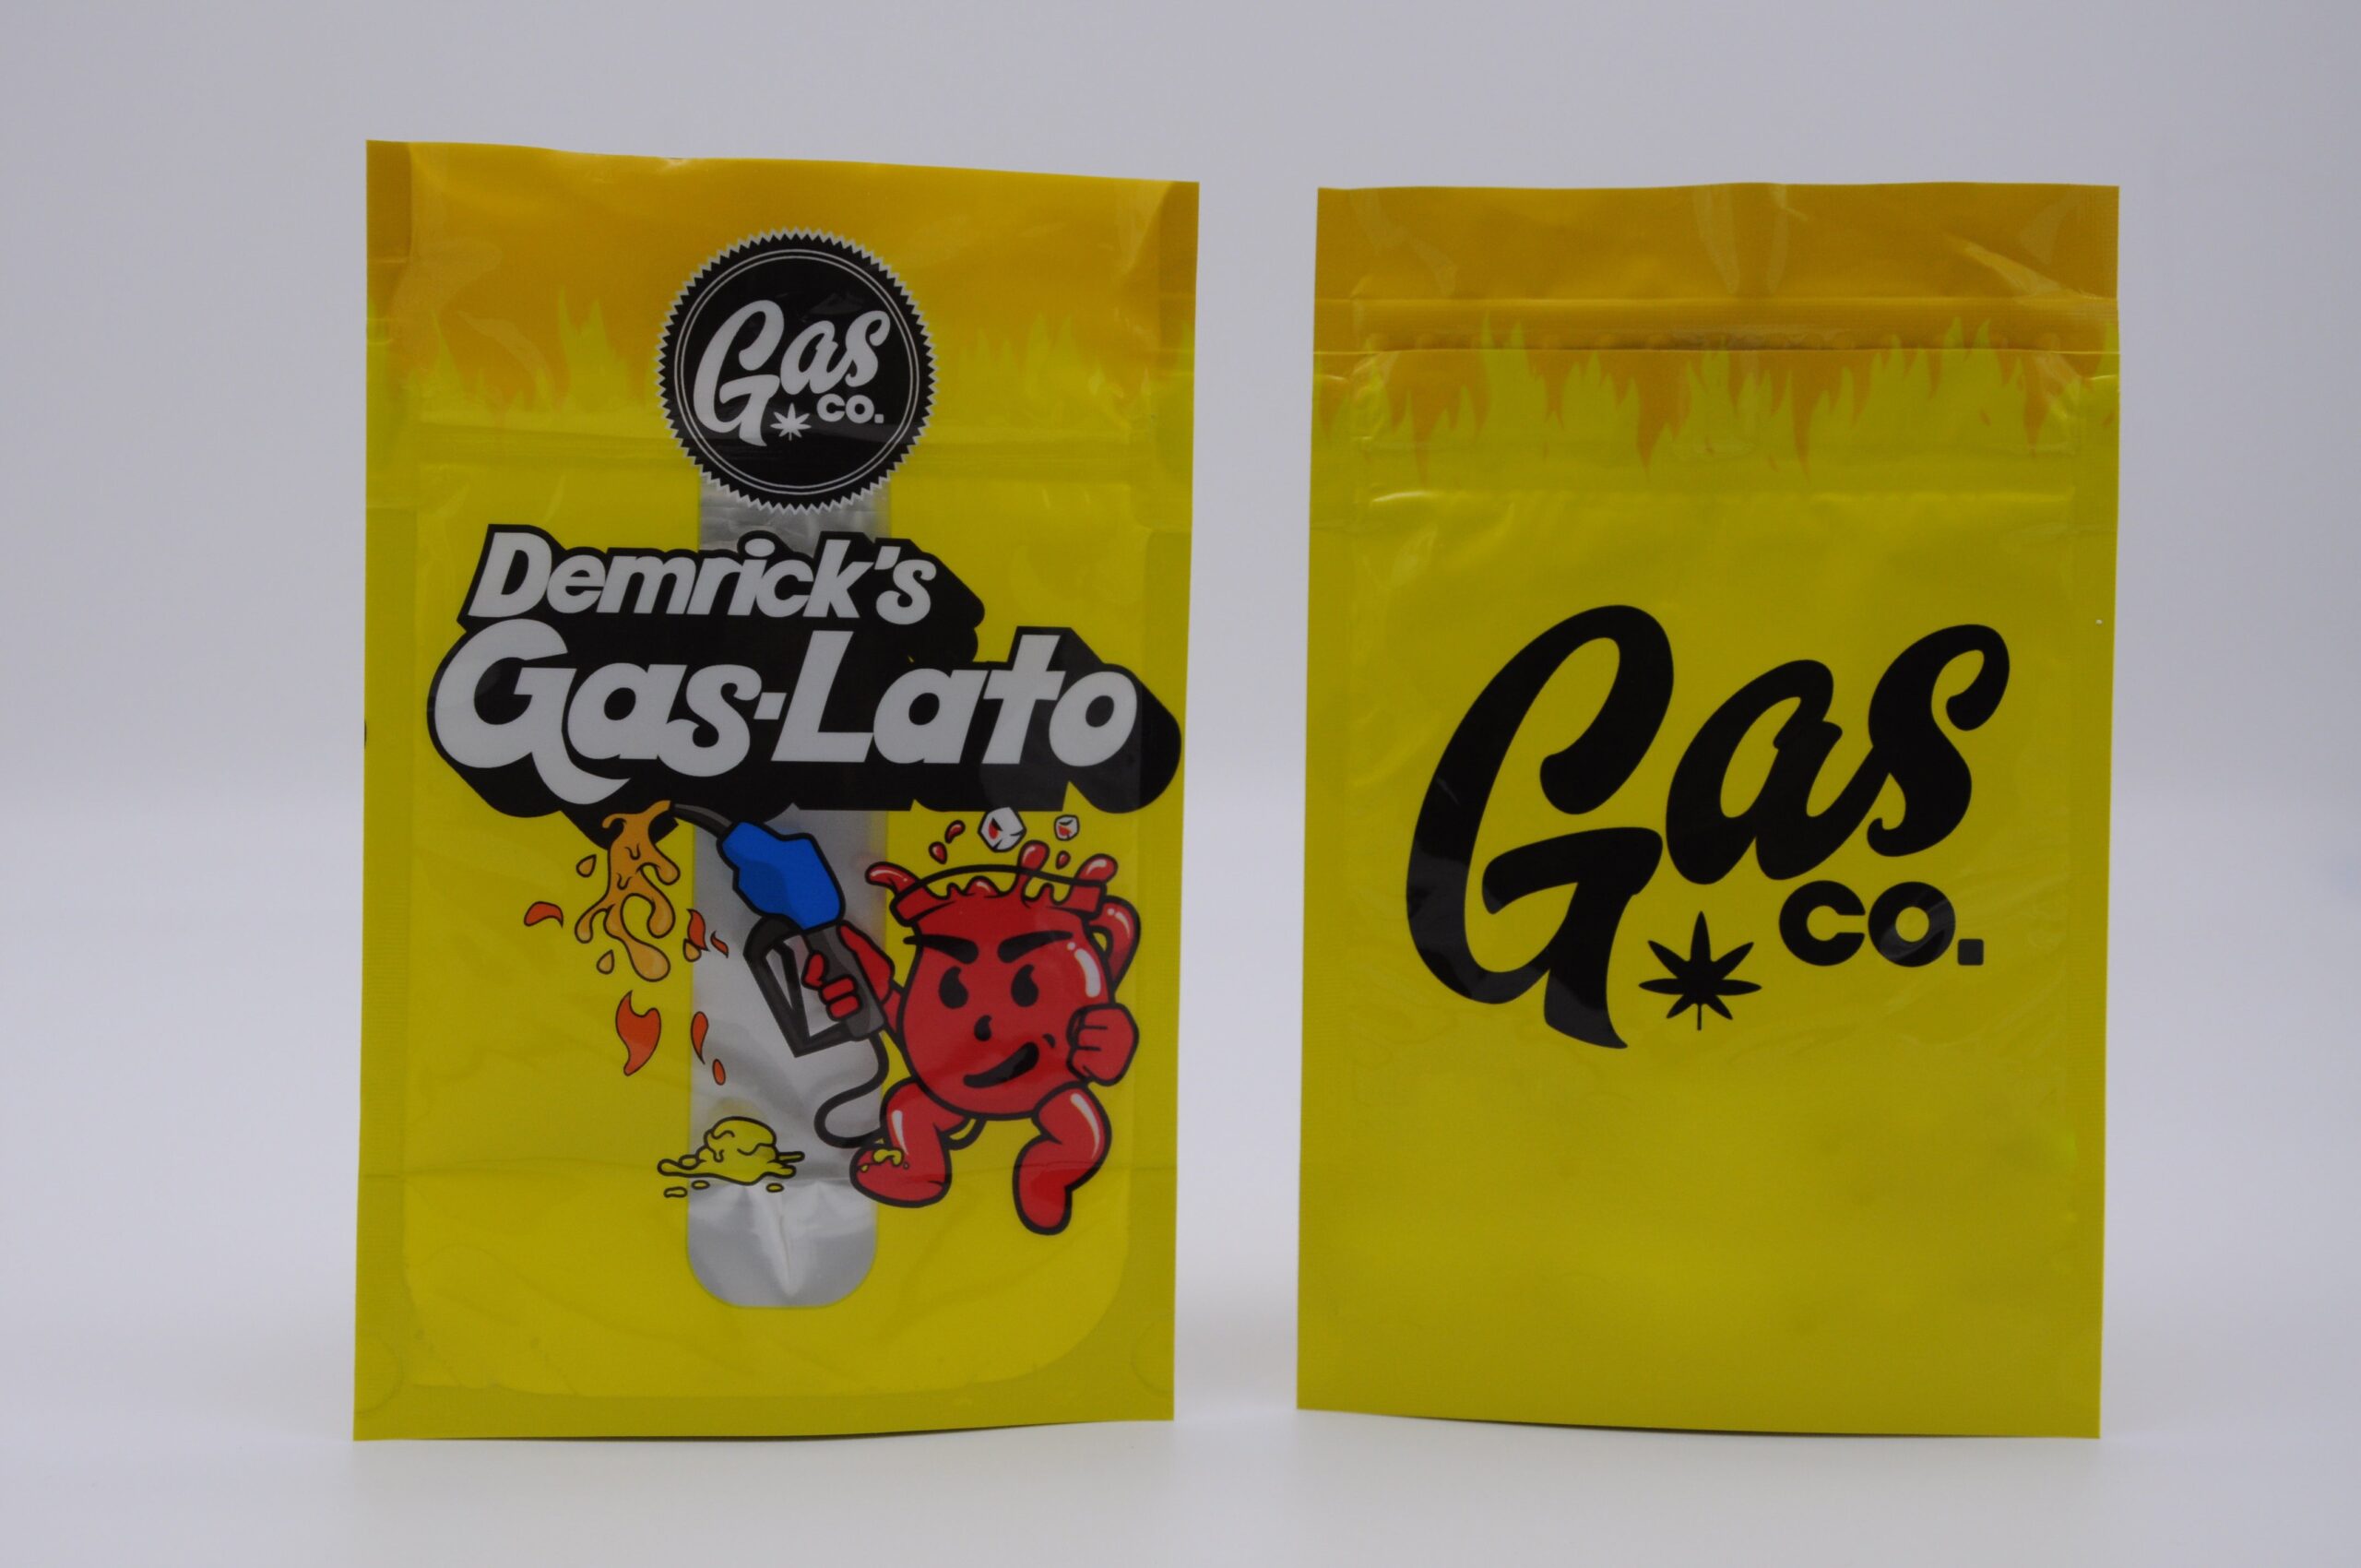 Gas
co.
Demrick's
Gas-Lato
Gas
co.